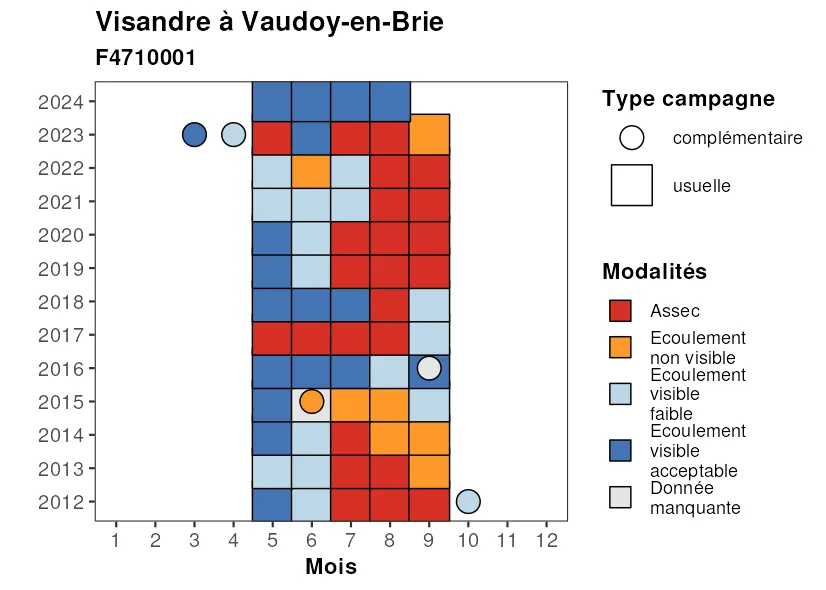 Visandre à Vaudoy-en-Brie
F4710001
2024
2023
2022
2021
2020
2019
2018
2017
2016
2015
2014
2013
2012
1 2 3 4 5 6 7 8 9 10 11 12
Mois
Type campagne
complémentaire
usuelle
Modalités
Assec
Ecoulement
non visible
Ecoulement
visible
faible
Ecoulement
visible
acceptable
Donnée
manquante